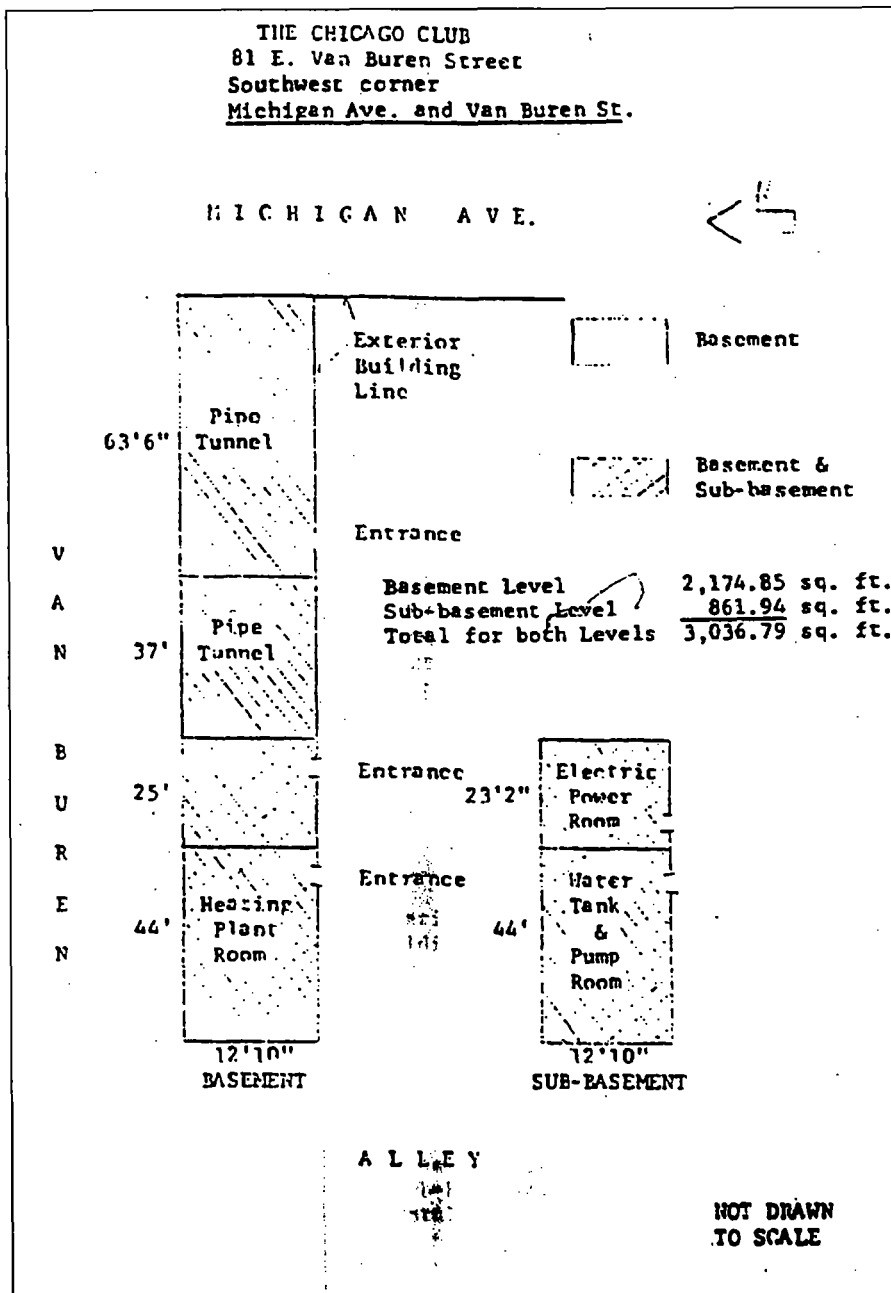 THE CHICAGO CLUB
81 E. Van Buren Street
Southwest corner
Michigan Ave. and Van Buren St.
MICHIGAN AVE.
N
Exterior
Building
Line
Basement
Pipe
Tunnel
63'6"
Basement &
Sub-basement
Entrance
VAN BUREN
Basement Level 2,174.85 sq. ft.
Sub-basement Level 861.94 sq. ft.
Total for both Levels 3,036.79 sq. ft.
Pipe
Tunnel
37'
Entrance
25'
23'2"
Electric
Power
Room
Entrance
Heating
Plant
Room
44'
44'
Water
Tank
&
Pump
Room
12'10"
BASEMENT
12'10"
SUB-BASEMENT
ALLEY
NOT DRAWN
TO SCALE